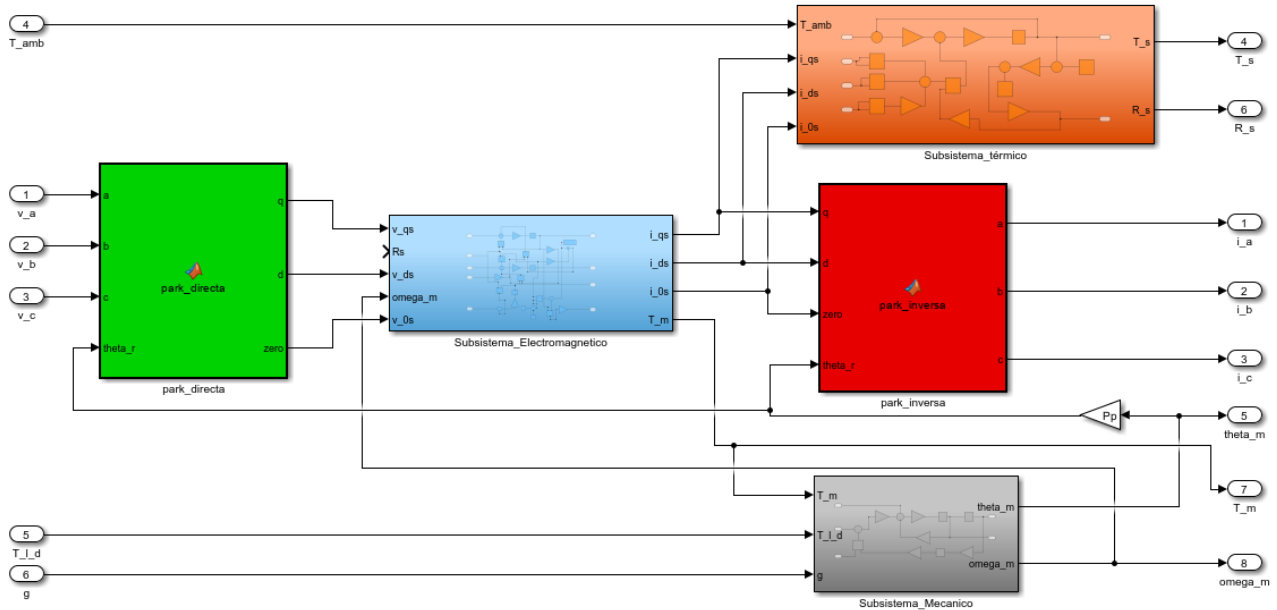 4
T_amb
T_amb
i_qs
i_ds
i_0s
T_s
R_s
Subsistema_térmico
4
T_s
6
R_s
1
v_a
2
v_b
3
v_c
a
b
c
theta_r
q
d
zero
park_directa
park_directa
v_qs
Rs
v_ds
omega_m
v_0s
i_qs
i_ds
i_0s
T_m
Subsistema_Electromagnetico
q
d
zero
theta_r
a
b
c
park_inversa
park_inversa
1
i_a
2
i_b
3
i_c
Pp
5
theta_m
7
T_m
5
T_l_d
6
g
T_m
T_l_d
g
theta_m
omega_m
Subsistema_Mecanico
8
omega_m